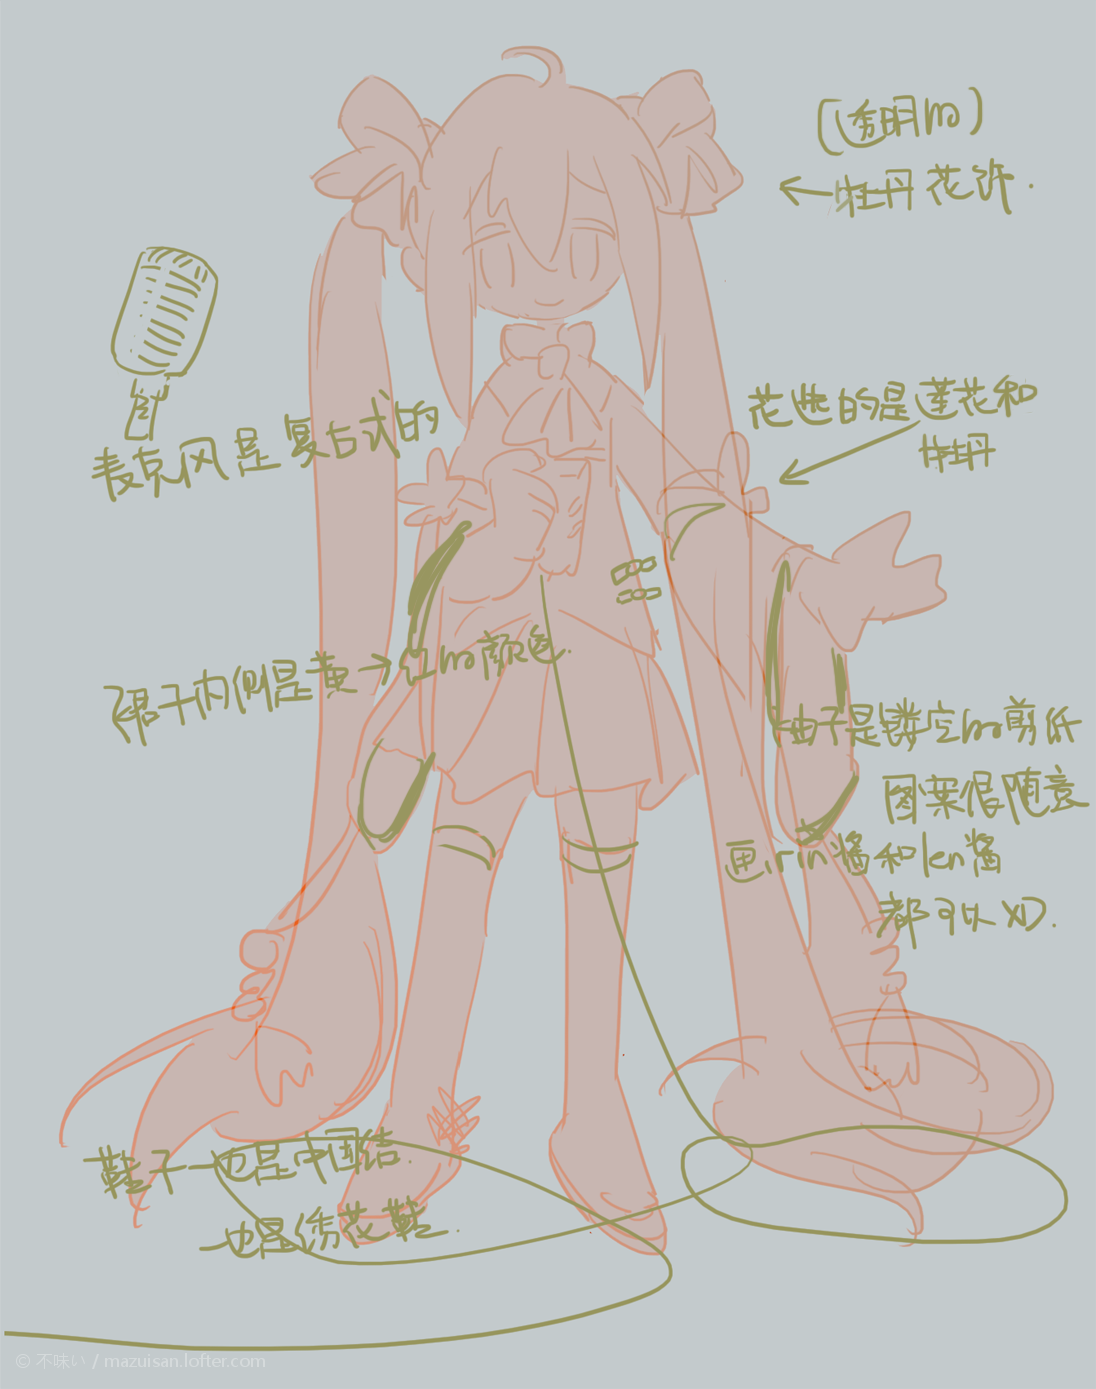 (透明的)
←牡丹花饰.
花边的是莲花和
牡丹
麦克风是复古式的
裙子内侧是黄→红的颜色.
袖子是镂空的剪纸
图案很随意
画rin酱和len酱
都可以XD.
鞋子也是中国结.
也是绣花鞋.
© 不味い / mazuisan.lofter.com